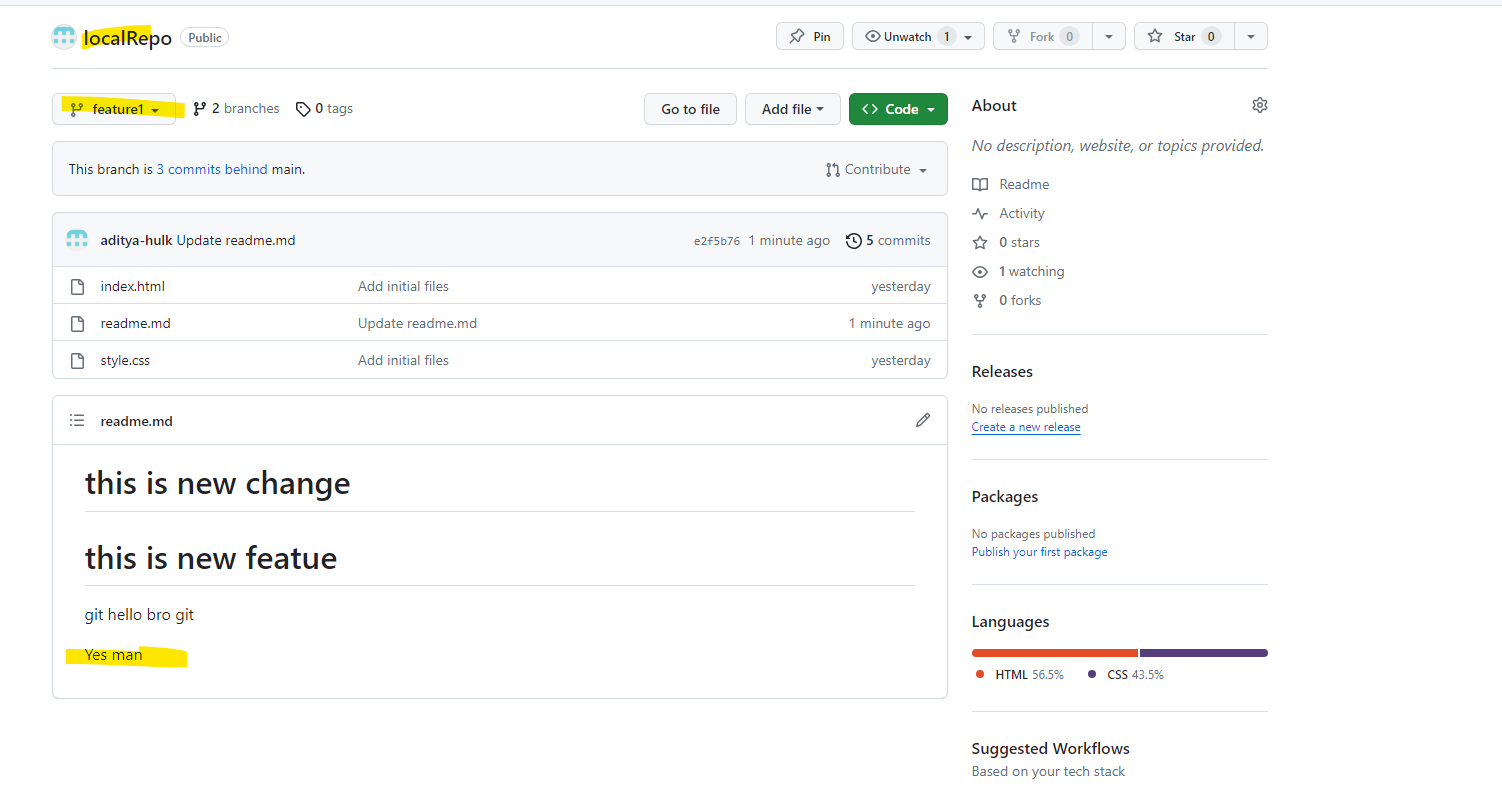 localRepo Public
Pin Unwatch 1 Fork 0 Star 0
feature1 2 branches 0 tags
Go to file Add file Code
This branch is 3 commits behind main.
Contribute
aditya-hulk Update readme.md e2f5b76 1 minute ago 5 commits
index.html Add initial files yesterday
readme.md Update readme.md 1 minute ago
style.css Add initial files yesterday
readme.md
this is new change
this is new featue
git hello bro git
Yes man
About
No description, website, or topics provided.
Readme
Activity
0 stars
1 watching
0 forks
Releases
No releases published
Create a new release
Packages
No packages published
Publish your first package
Languages
HTML 56.5% CSS 43.5%
Suggested Workflows
Based on your tech stack